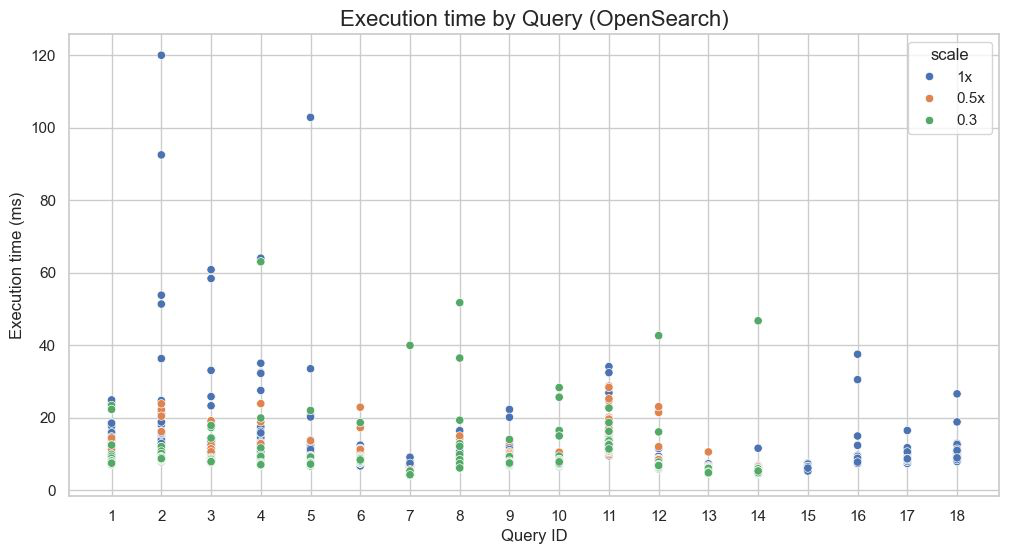 Execution time by Query (OpenSearch)
scale
1x
0.5x
0.3
Execution time (ms)
120
100
80
60
40
20
0
1 2 3 4 5 6 7 8 9 10 11 12 13 14 15 16 17 18
Query ID